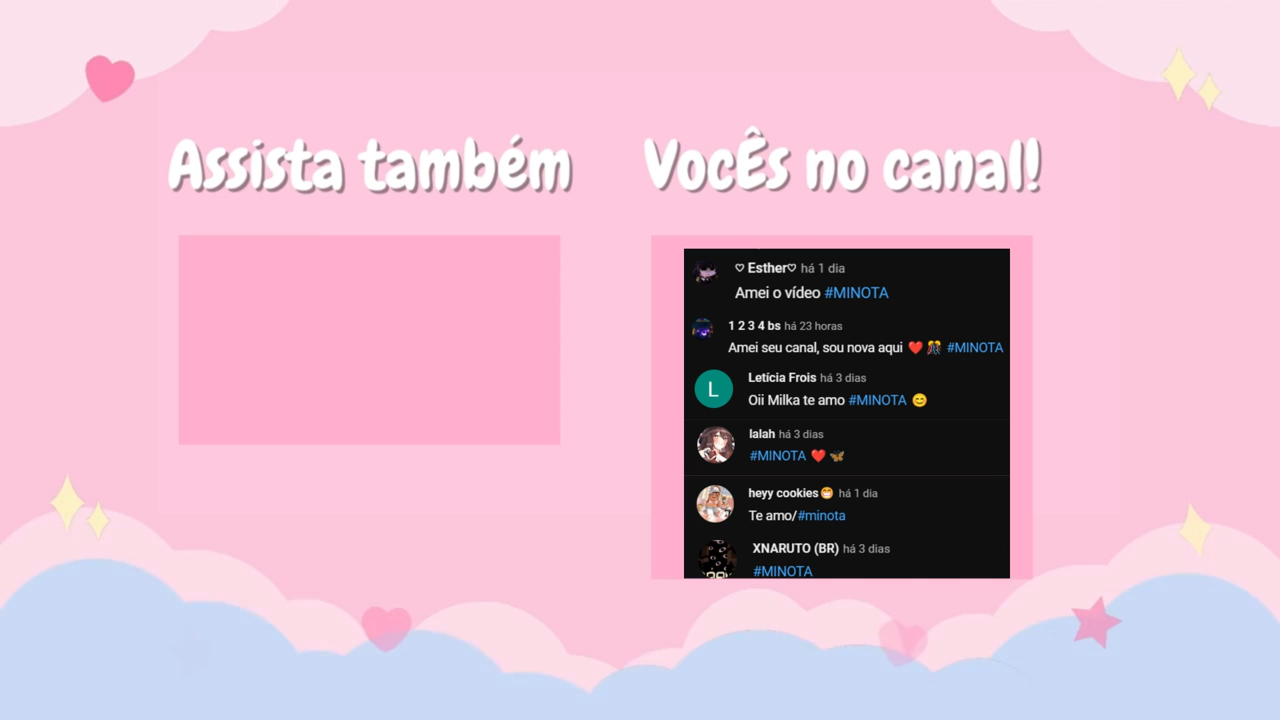 Assista também
VocÊs no canal!
♡ Esther♡ há 1 dia
Amei o vídeo #MINOTA
1 2 3 4 bs há 23 horas
Amei seu canal, sou nova aqui ❤️ 🎊 #MINOTA
L
Letícia Frois há 3 dias
Oii Milka te amo #MINOTA 😊
lalah há 3 dias
#MINOTA ❤️ 🦋
heyy cookies😁 há 1 dia
Te amo/#minota
XNARUTO (BR) há 3 dias
#MINOTA